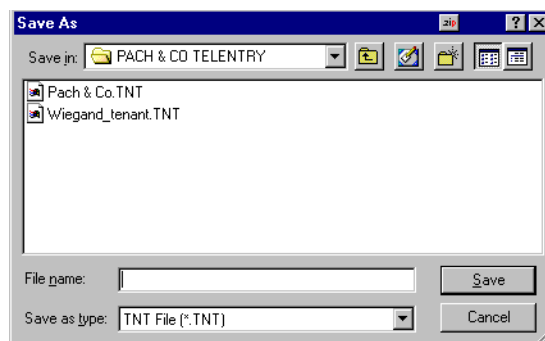 Save As
zip
Save in: PACH & CO TELENTRY
Pach & Co.TNT
Wiegand_tenant.TNT
File name:
Save
Save as type: TNT File (*.TNT)
Cancel